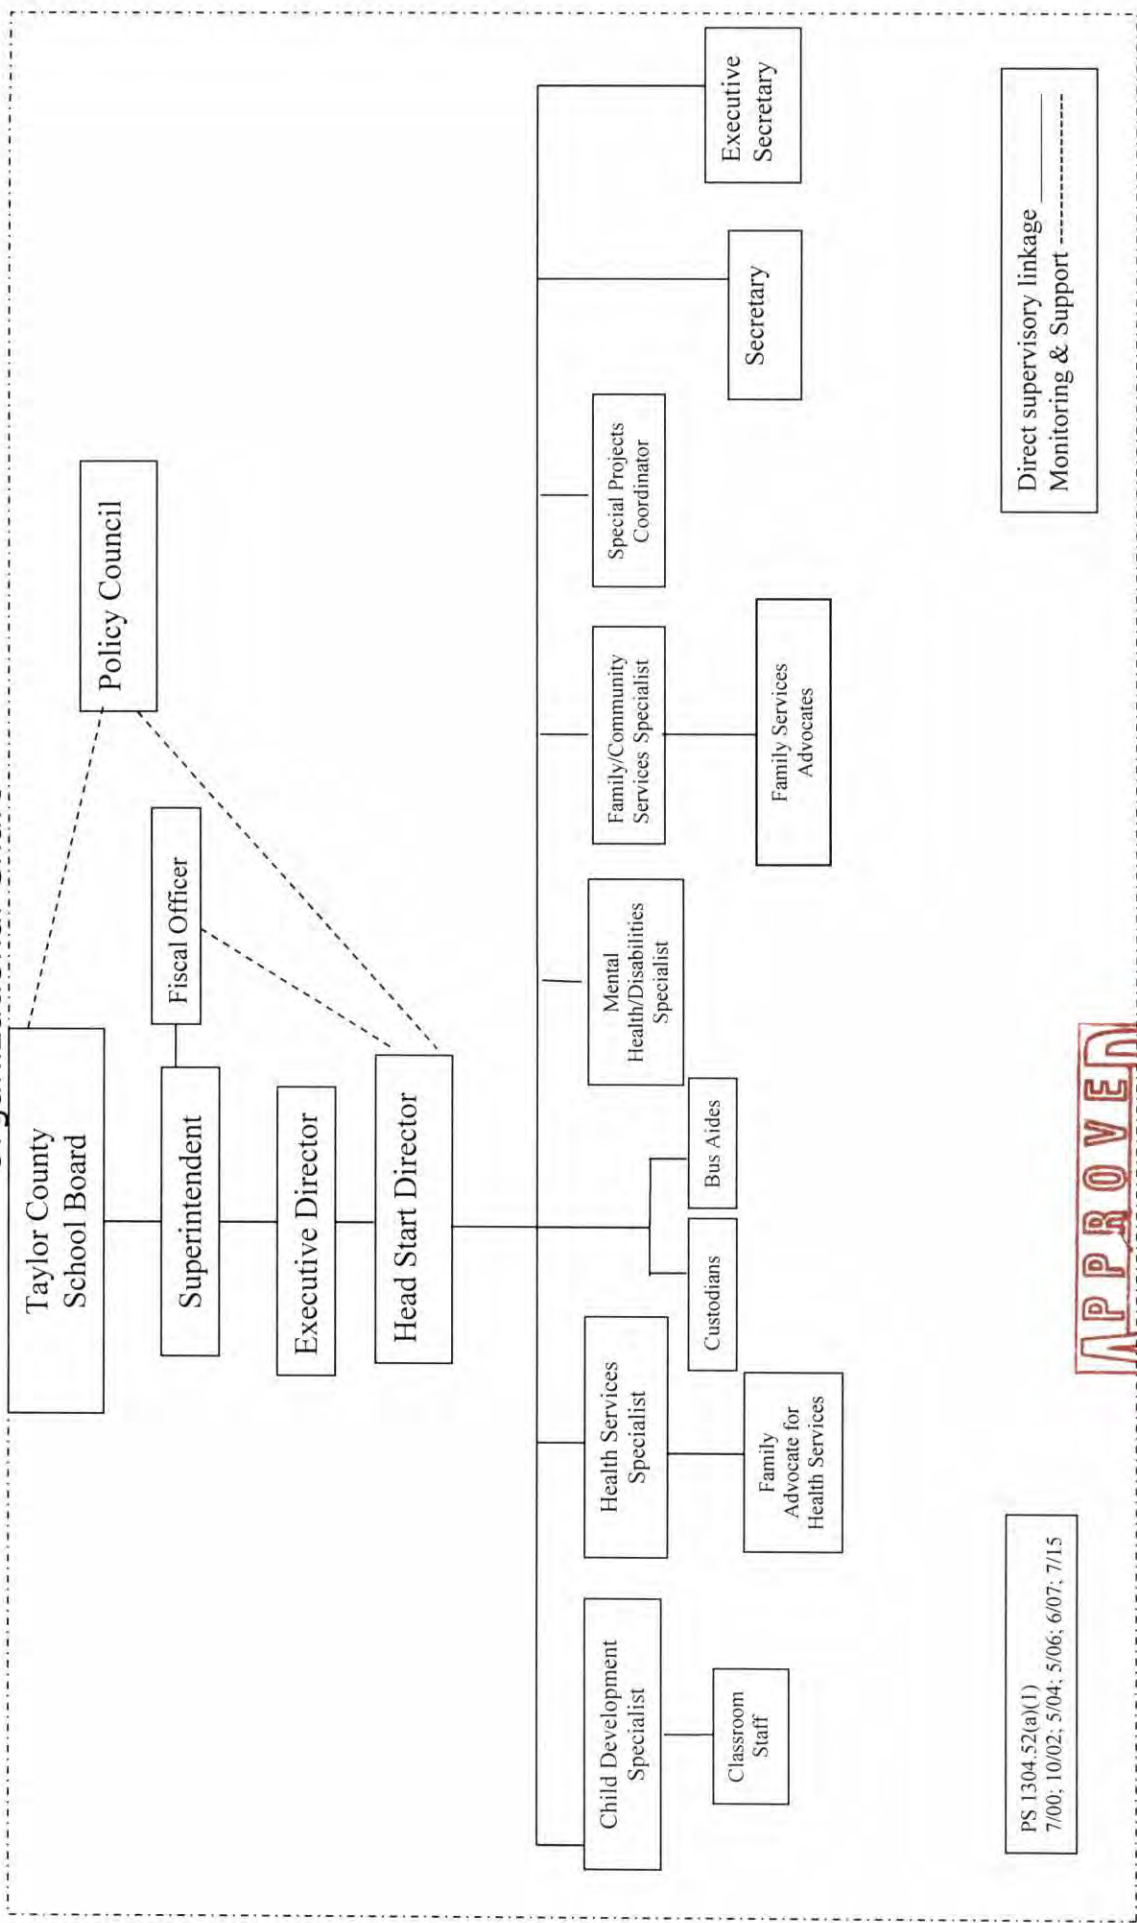 Organizational Chart
Taylor County
School Board
Policy Council
Superintendent
Fiscal Officer
Executive Director
Head Start Director
Child Development
Specialist
Health Services
Specialist
Mental
Health/Disabilities
Specialist
Family/Community
Services Specialist
Special Projects
Coordinator
Secretary
Executive
Secretary
Classroom
Staff
Family
Advocate for
Health Services
Custodians
Bus Aides
Family Services
Advocates
PS 1304.52(a)(1)
7/00; 10/02; 5/04; 5/06; 6/07; 7/15
Direct supervisory linkage
Monitoring & Support
APPROVED